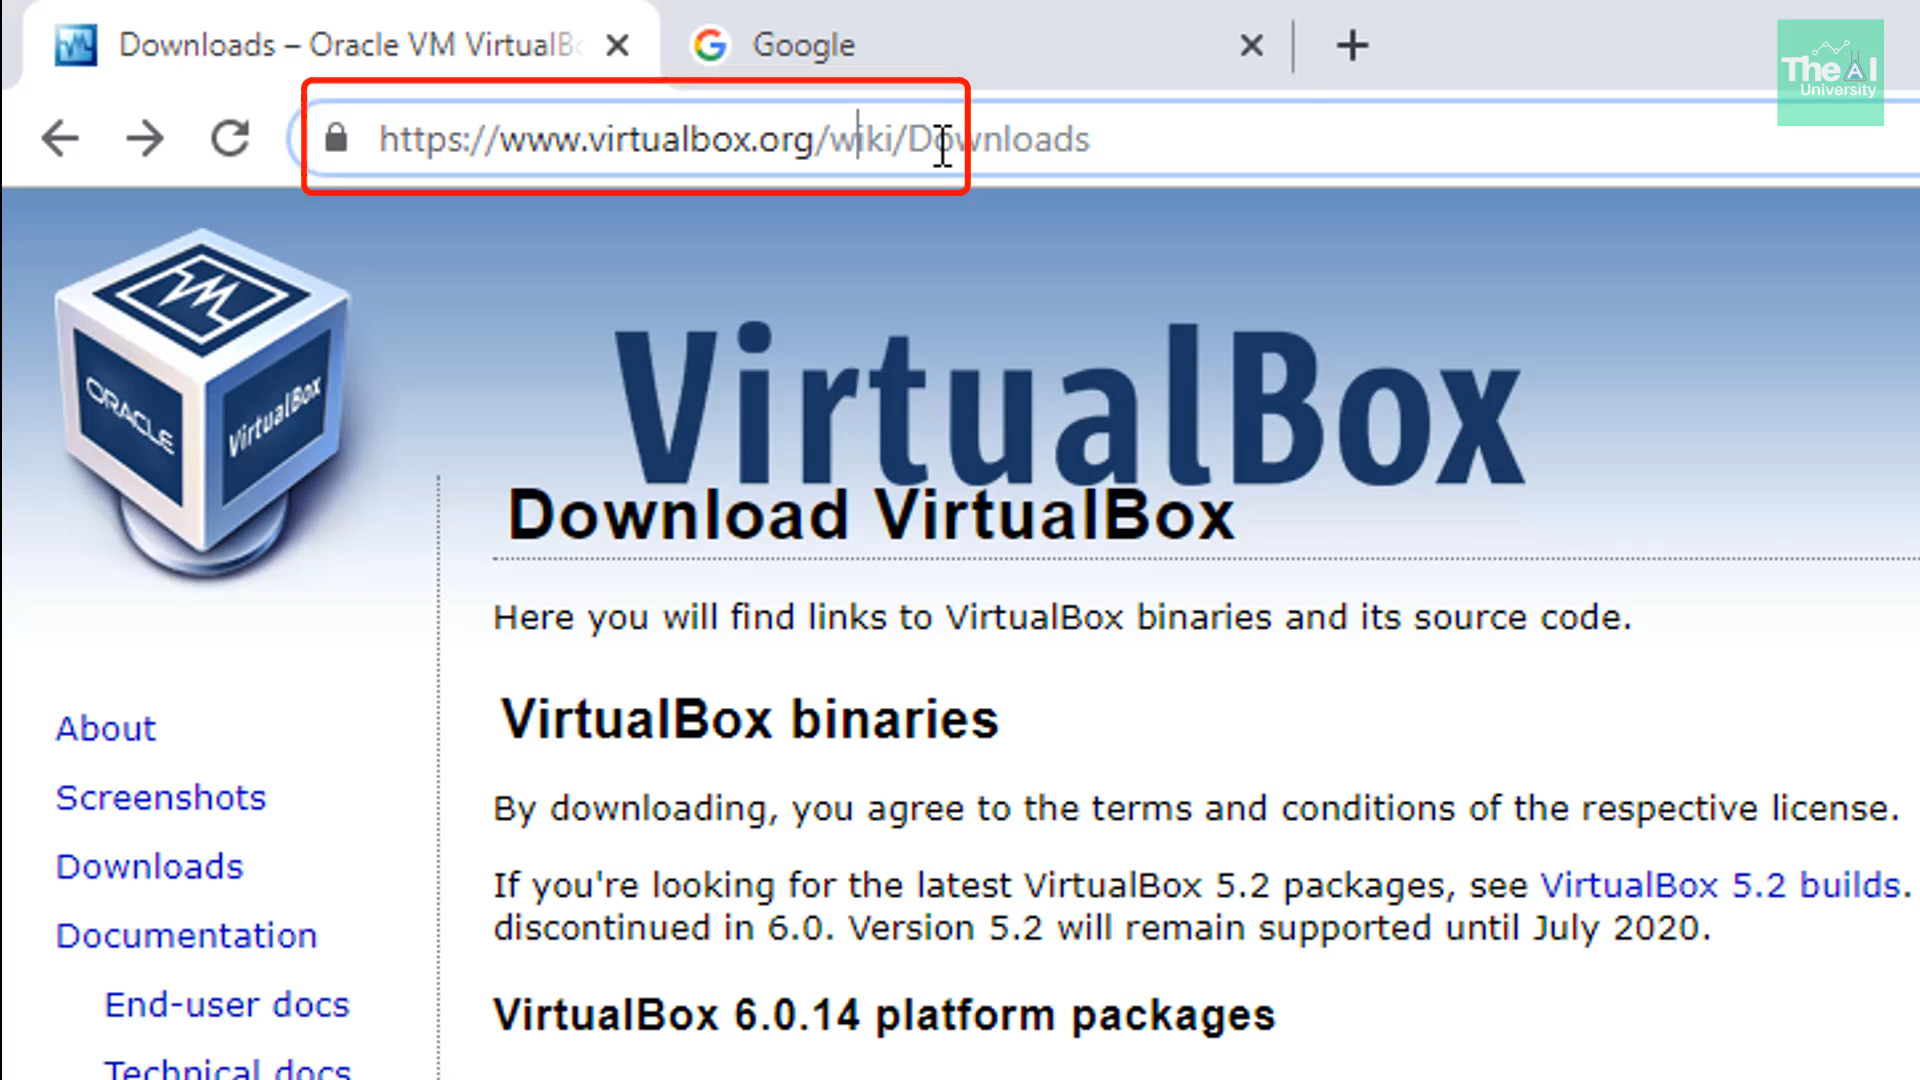 Downloads – Oracle VM VirtualBo
Google
The AI
University
https://www.virtualbox.org/wiki/Downloads
VM
ORACLE
VirtualBox
VirtualBox
Download VirtualBox
Here you will find links to VirtualBox binaries and its source code.
About
Screenshots
Downloads
Documentation
End-user docs
Technical docs
VirtualBox binaries
By downloading, you agree to the terms and conditions of the respective license.
If you're looking for the latest VirtualBox 5.2 packages, see VirtualBox 5.2 builds.
discontinued in 6.0. Version 5.2 will remain supported until July 2020.
VirtualBox 6.0.14 platform packages